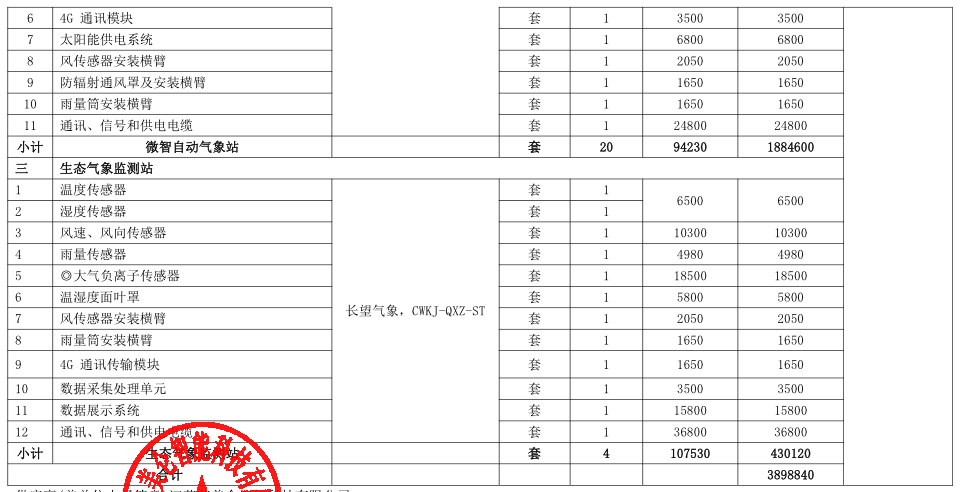 6 4G 通讯模块 套 1 3500 3500
7 太阳能供电系统 套 1 6800 6800
8 风传感器安装横臂 套 1 2050 2050
9 防辐射通风罩及安装横臂 套 1 1650 1650
10 雨量筒安装横臂 套 1 1650 1650
11 通讯、信号和供电电缆 套 1 24800 24800
小计 微智自动气象站 套 20 94230 1884600
三 生态气象监测站
1 温度传感器 套 1 6500 6500
2 湿度传感器 套 1
3 风速、风向传感器 套 1 10300 10300
4 雨量传感器 套 1 4980 4980
5 ◎大气负离子传感器 套 1 18500 18500
6 温湿度面叶罩 套 1 5800 5800
长望气象，CWKJ-QXZ-ST
7 风传感器安装横臂 套 1 2050 2050
8 雨量筒安装横臂 套 1 1650 1650
9 4G 通讯传输模块 套 1 1650 1650
10 数据采集处理单元 套 1 3500 3500
11 数据展示系统 套 1 15800 15800
12 通讯、信号和供电电缆 套 1 36800 36800
小计 生态气象监测站 套 4 107530 430120
合计 3898840
智能科技有